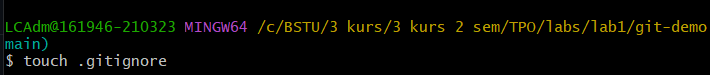 LCAdm@161946-210323 MINGW64 /c/BSTU/3 kurs/3 kurs 2 sem/TPO/labs/lab1/git-demo
main)
$ touch .gitignore